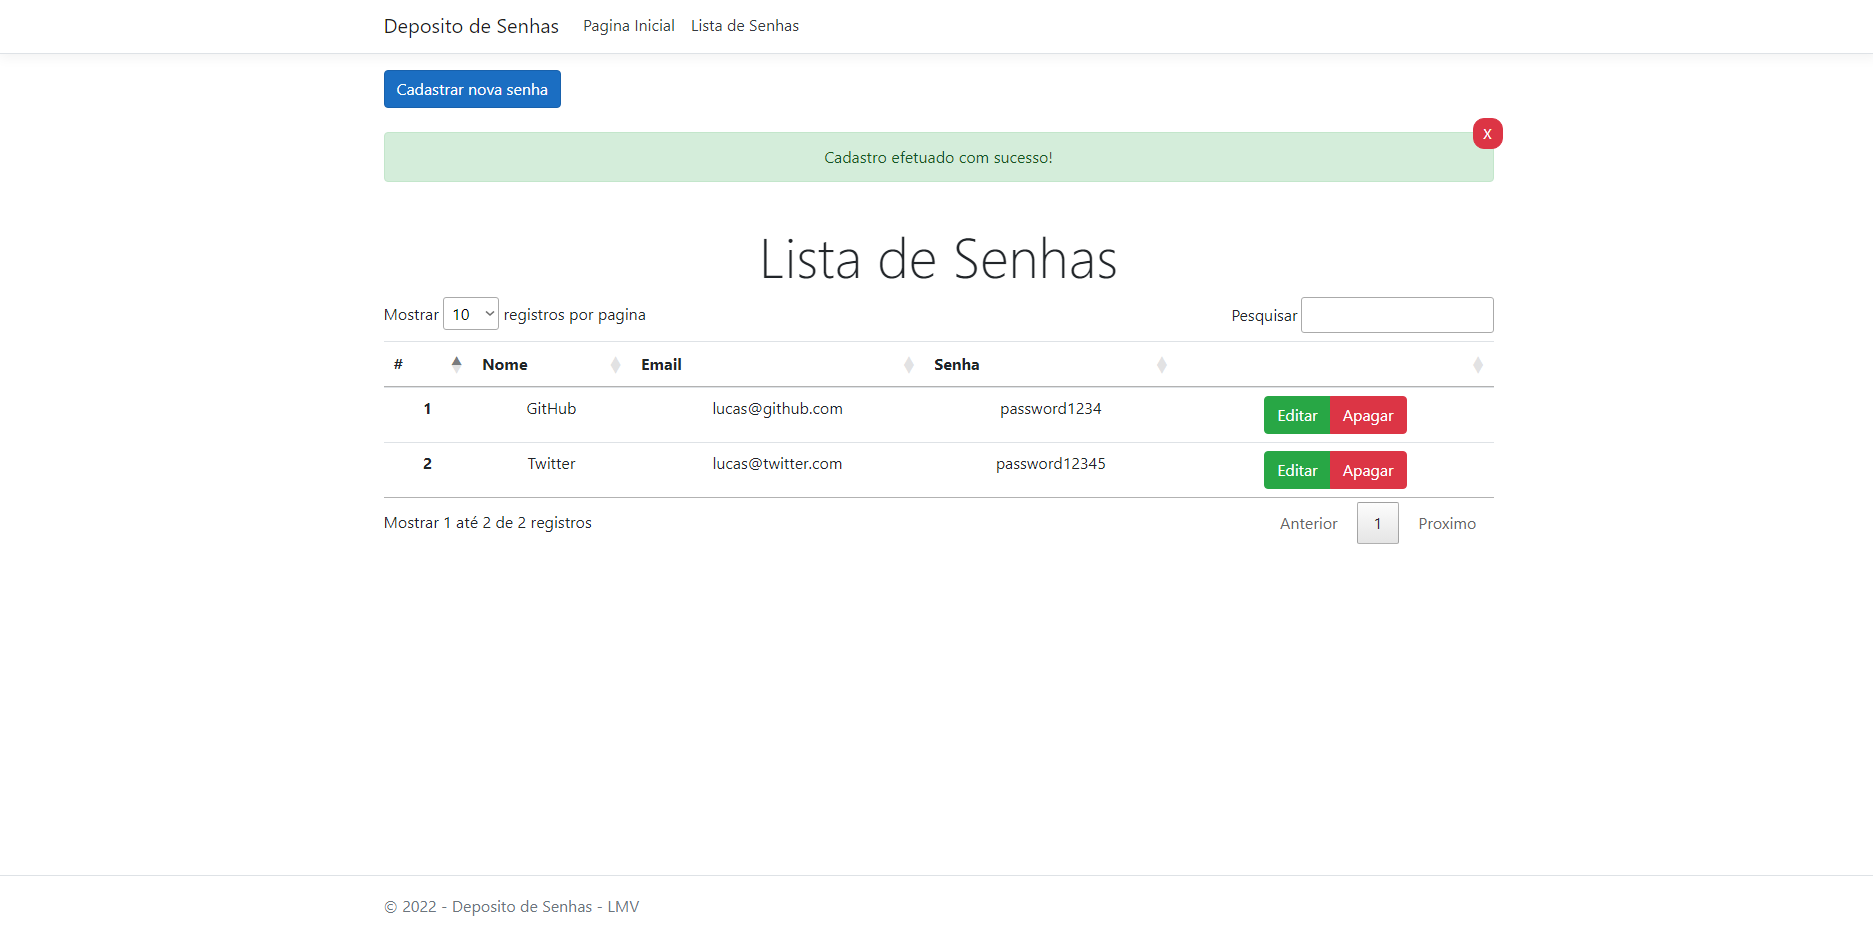 Deposito de Senhas Pagina Inicial Lista de Senhas
Cadastrar nova senha
X
Cadastro efetuado com sucesso!
Lista de Senhas
Mostrar 10 registros por pagina Pesquisar
# Nome Email Senha
1 GitHub lucas@github.com password1234 Editar Apagar
2 Twitter lucas@twitter.com password12345 Editar Apagar
Mostrar 1 até 2 de 2 registros Anterior 1 Proximo
© 2022 - Deposito de Senhas - LMV